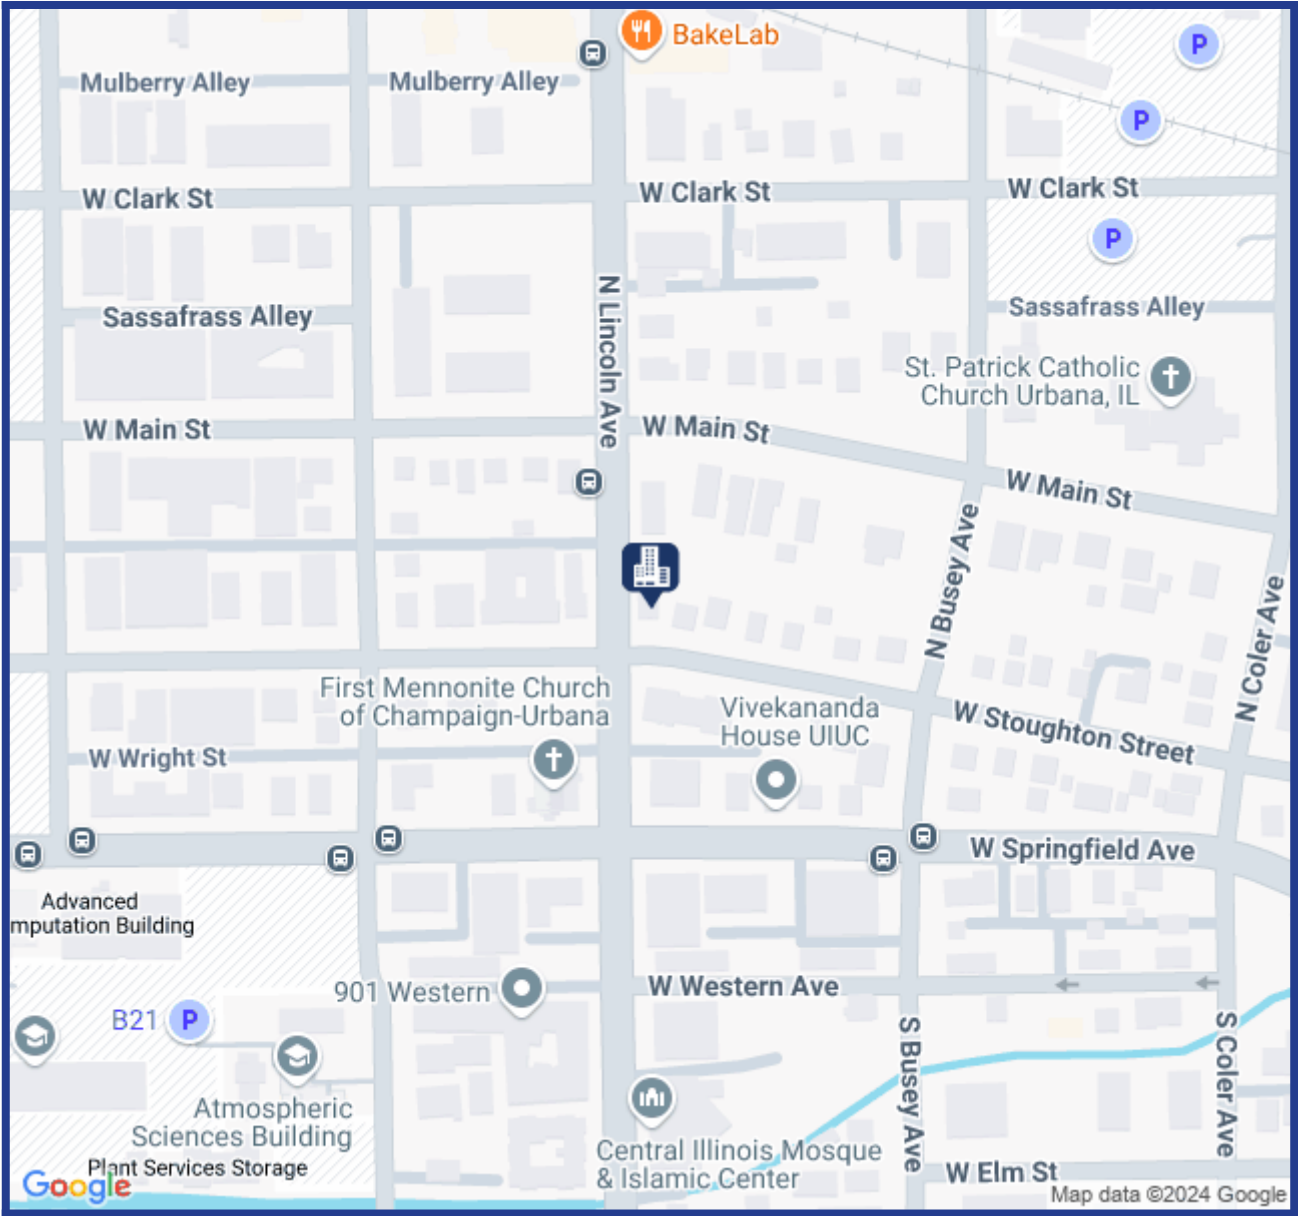 BakeLab
P
Mulberry Alley
Mulberry Alley
P
W Clark St
W Clark St
W Clark St
P
N Lincoln Ave
Sassafrass Alley
Sassafrass Alley
St. Patrick Catholic
Church Urbana, IL
W Main St
W Main St
W Main St
N Busey Ave
N Coler Ave
First Mennonite Church
of Champaign-Urbana
Vivekananda
House UIUC
W Stoughton Street
W Wright St
W Springfield Ave
Advanced
mputation Building
901 Western
W Western Ave
B21
P
S Busey Ave
S Coler Ave
Atmospheric
Sciences Building
Central Illinois Mosque
& Islamic Center
Plant Services Storage
W Elm St
Google
Map data ©2024 Google